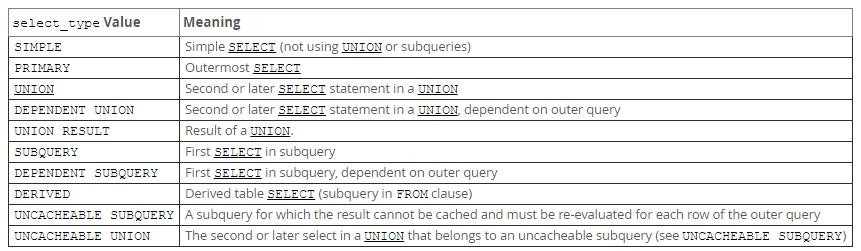 select_type Value Meaning
SIMPLE Simple SELECT (not using UNION or subqueries)
PRIMARY Outermost SELECT
UNION Second or later SELECT statement in a UNION
DEPENDENT UNION Second or later SELECT statement in a UNION, dependent on outer query
UNION RESULT Result of a UNION.
SUBQUERY First SELECT in subquery
DEPENDENT SUBQUERY First SELECT in subquery, dependent on outer query
DERIVED Derived table SELECT (subquery in FROM clause)
UNCACHEABLE SUBQUERY A subquery for which the result cannot be cached and must be re-evaluated for each row of the outer query
UNCACHEABLE UNION The second or later select in a UNION that belongs to an uncacheable subquery (see UNCACHEABLE SUBQUERY)